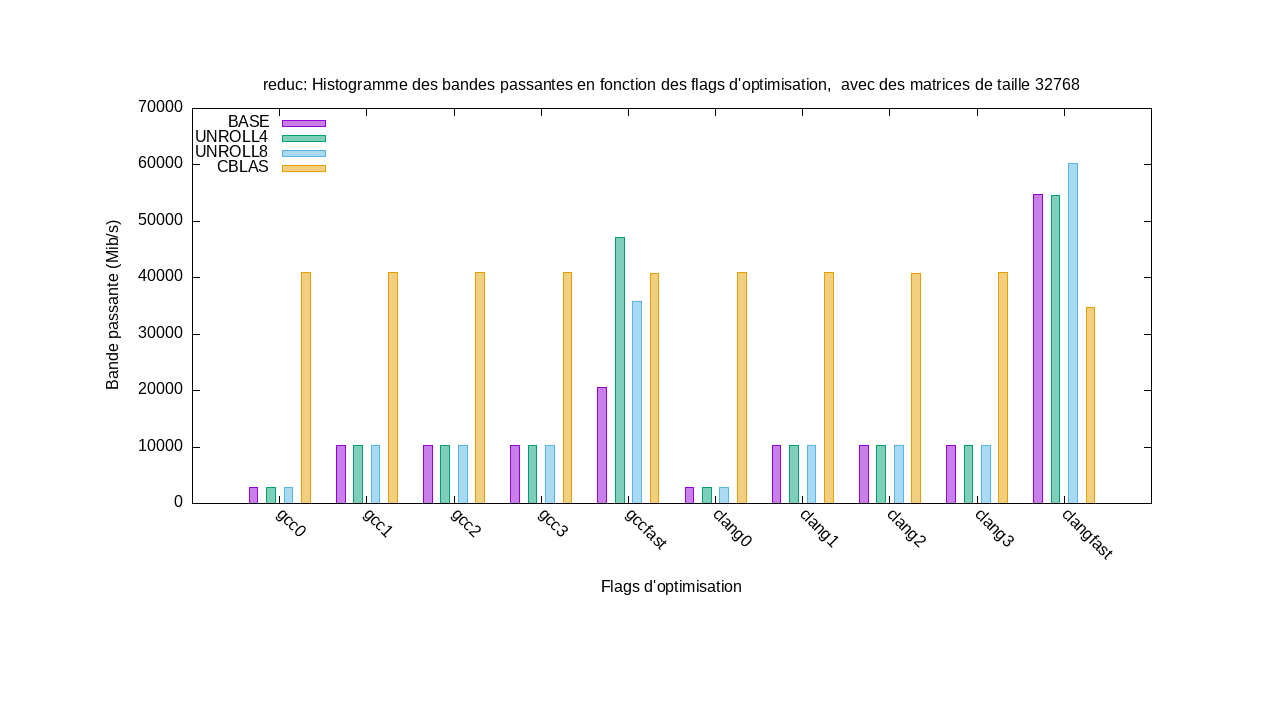 reduc: Histogramme des bandes passantes en fonction des flags d'optimisation,  avec des matrices de taille 32768
70000
60000
50000
40000
30000
20000
10000
0
Bande passante (Mib/s)
BASE
UNROLL4
UNROLL8
CBLAS
gcc0
gcc1
gcc2
gcc3
gccfast
clang0
clang1
clang2
clang3
clangfast
Flags d'optimisation